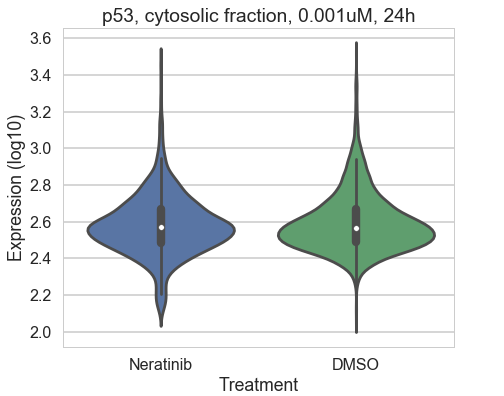 p53, cytosolic fraction, 0.001uM, 24h
Expression (log10)
3.6
3.4
3.2
3.0
2.8
2.6
2.4
2.2
2.0
Neratinib DMSO
Treatment